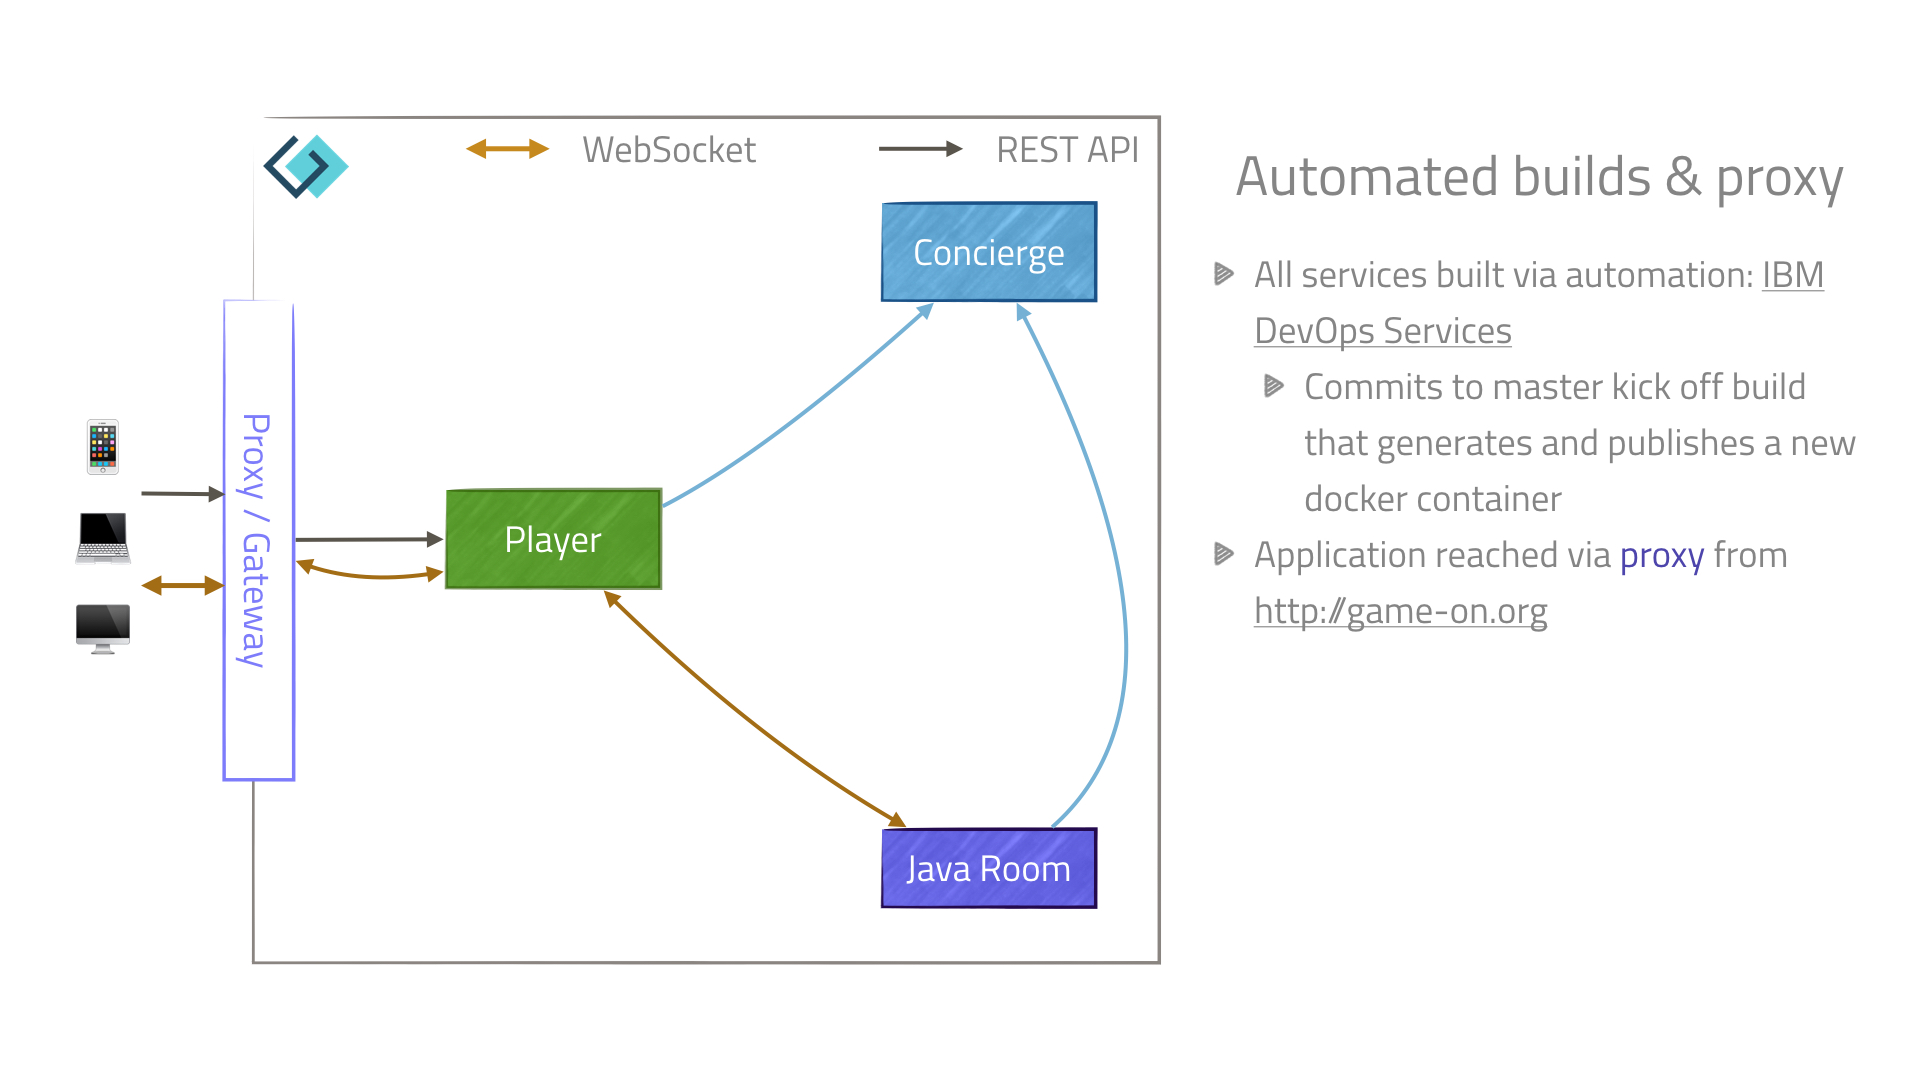 WebSocket
REST API
Concierge
Proxy / Gateway
Player
Java Room
Automated builds & proxy
All services built via automation: IBM
DevOps Services
Commits to master kick off build
that generates and publishes a new
docker container
Application reached via proxy from
http://game-on.org